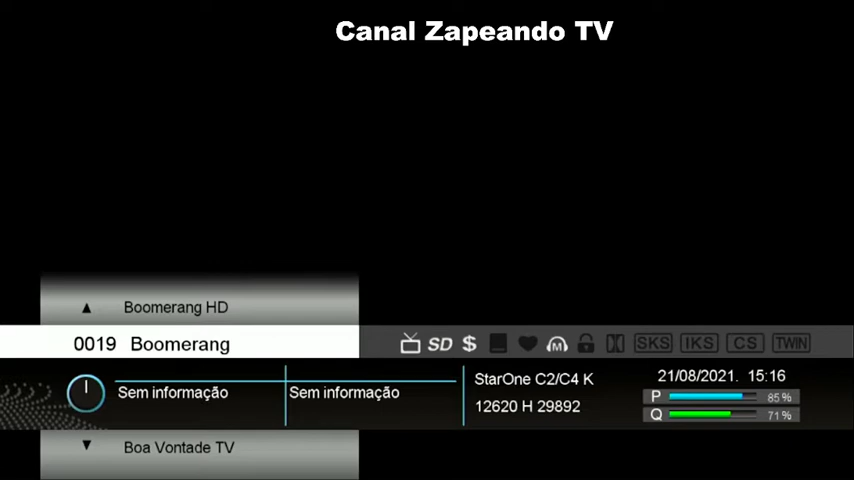 Canal Zapeando TV
▲ Boomerang HD
0019 Boomerang SD $ M SKS IKS CS TWIN
Sem informação Sem informação StarOne C2/C4 K 21/08/2021. 15:16
12620 H 29892 P 85%
Q 71%
▼ Boa Vontade TV